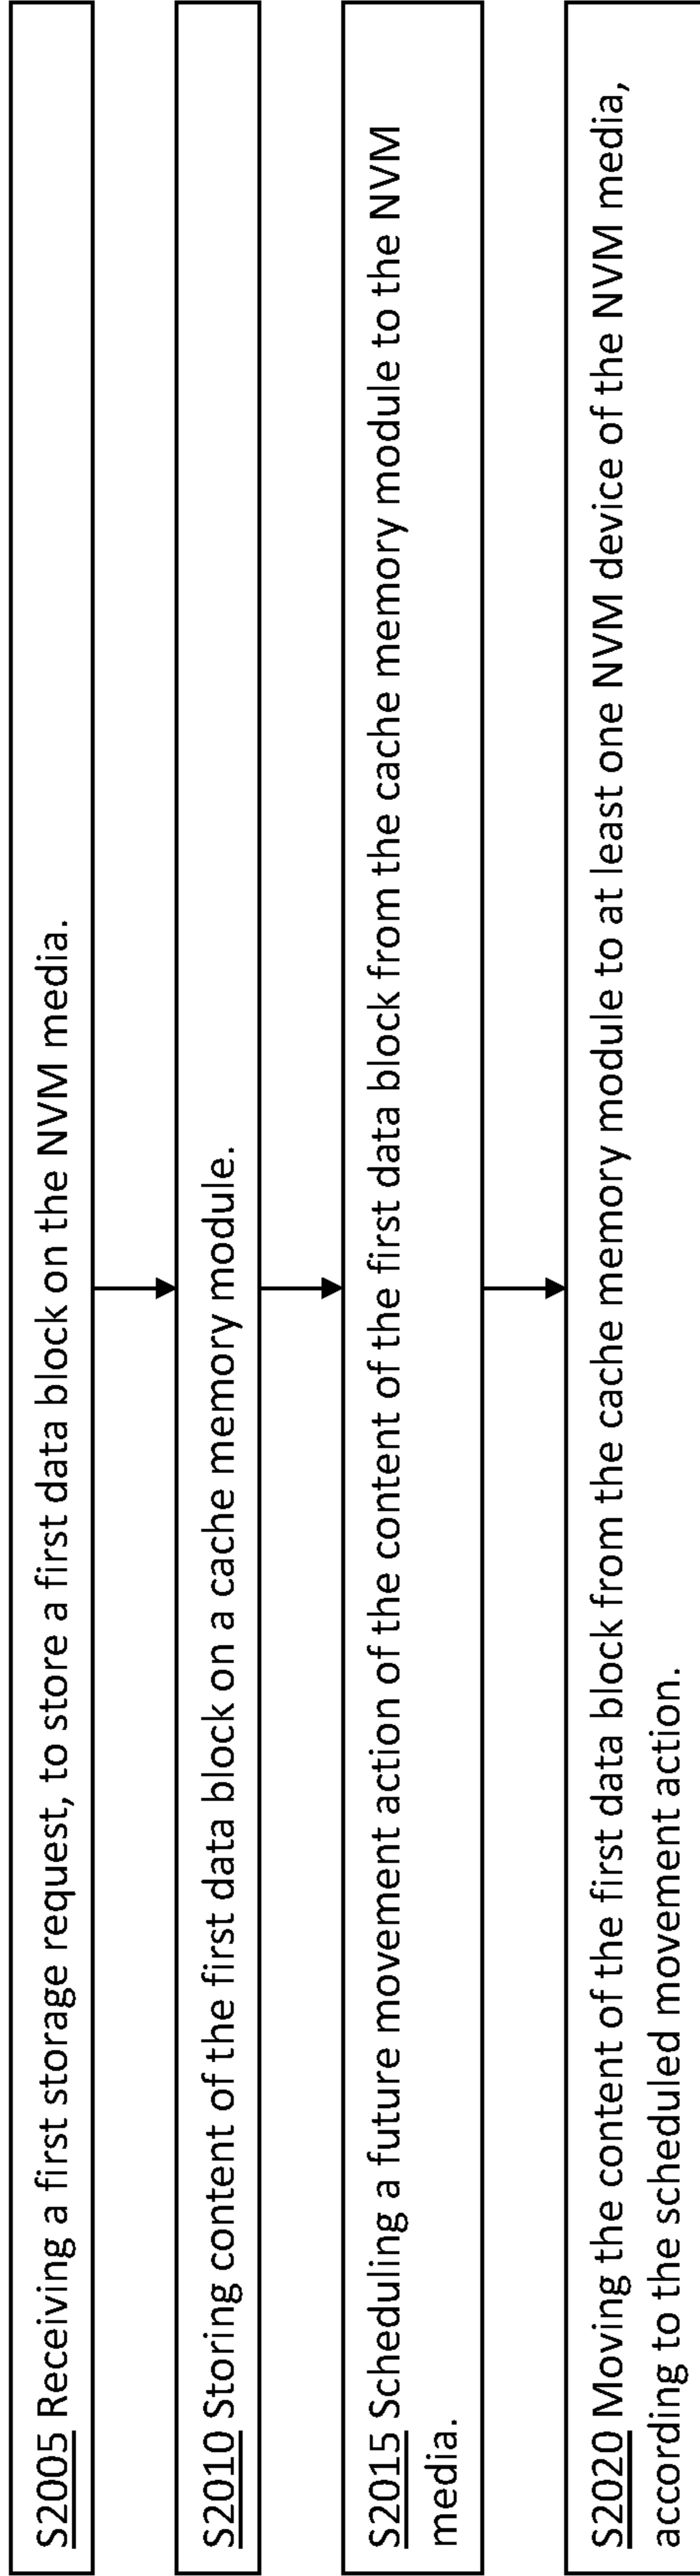 S2005 Receiving a first storage request, to store a first data block on the NVM media.
S2010 Storing content of the first data block on a cache memory module.
S2015 Scheduling a future movement action of the content of the first data block from the cache memory module to the NVM
media.
S2020 Moving the content of the first data block from the cache memory module to at least one NVM device of the NVM media,
according to the scheduled movement action.